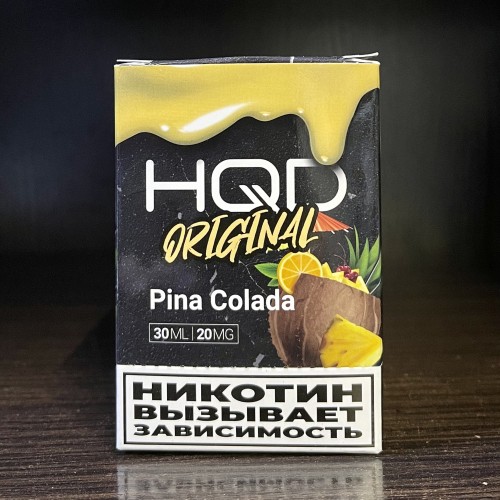 HQD
ORIGINAL
Pina Colada
30ML | 20MG
НИКОТИН
ВЫЗЫВАЕТ
ЗАВИСИМОСТЬ